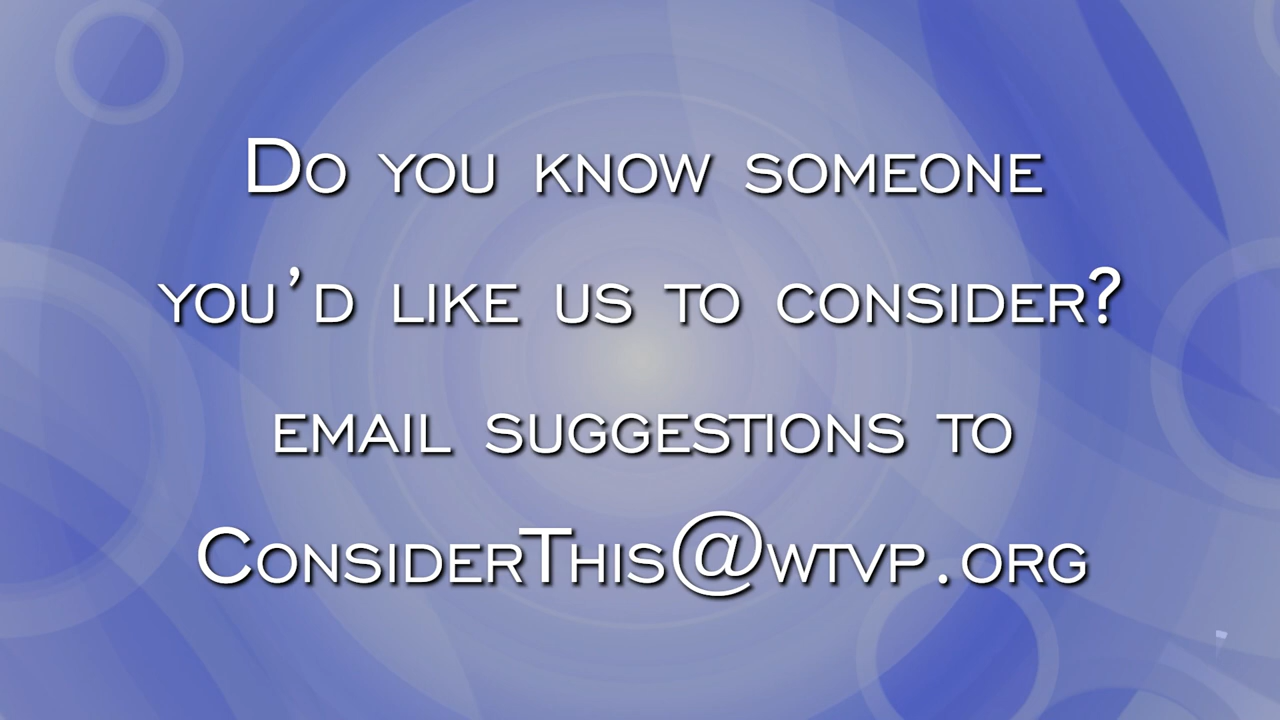 Do you know someone
you'd like us to consider?
email suggestions to
ConsiderThis@wtvp.org